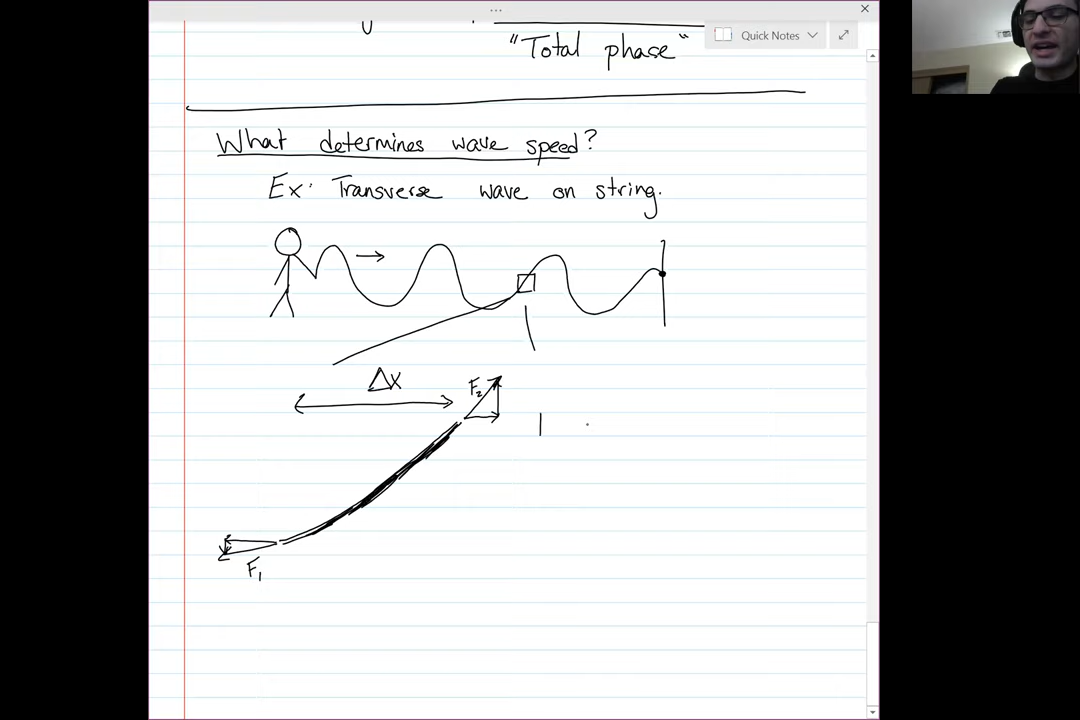 "Total phase"
Quick Notes
What determines wave speed?
Ex: Transverse wave on string.
Δx
F₂
F₁